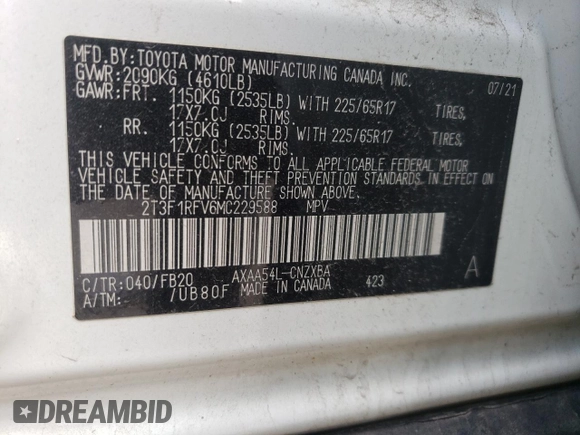 MFD.BY:TOYOTA MOTOR MANUFACTURING CANADA INC.
GVWR:2090KG (4610LB) 07/21
GAWR:FRT. 1150KG (2535LB) WITH 225/65R17 TIRES,
17X7.CJ RIMS.
RR. 1150KG (2535LB) WITH 225/65R17 TIRES,
17X7.CJ RIMS.
THIS VEHICLE CONFORMS TO ALL APPLICABLE FEDERAL MOTOR
VEHICLE SAFETY AND THEFT PREVENTION STANDARDS IN EFFECT ON
THE DATE OF MANUFACTURE SHOWN ABOVE.
2T3F1RFV6MC229588 MPV
C/TR:040/FB20 AXAA54L-CNZXBA A
A/TM:- /UB80F MADE IN CANADA 423
DREAMBID